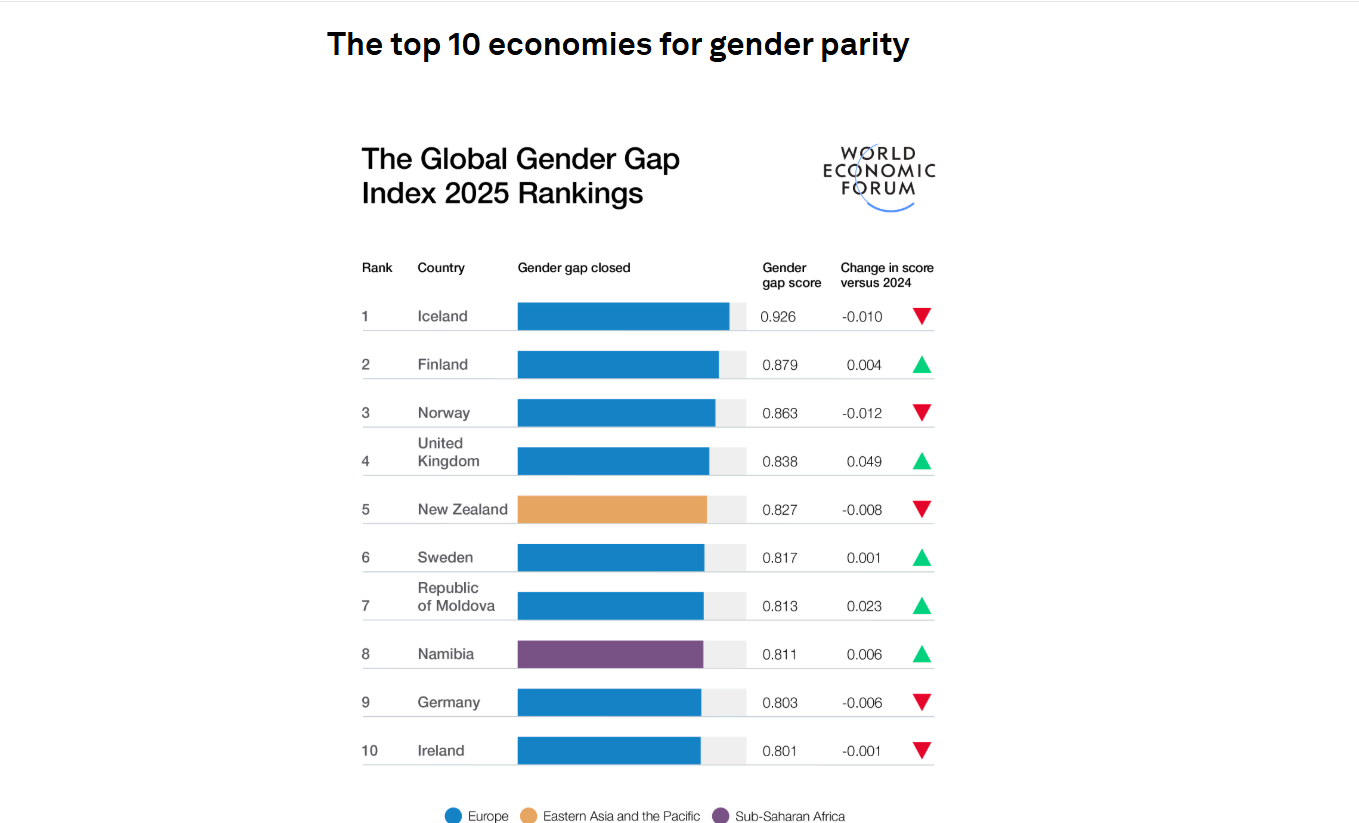 The top 10 economies for gender parity
The Global Gender Gap
Index 2025 Rankings
WORLD
ECONOMIC
FORUM
Rank Country Gender gap closed Gender gap score Change in score versus 2024
1 Iceland 0.926 -0.010
2 Finland 0.879 0.004
3 Norway 0.863 -0.012
4 United Kingdom 0.838 0.049
5 New Zealand 0.827 -0.008
6 Sweden 0.817 0.001
7 Republic of Moldova 0.813 0.023
8 Namibia 0.811 0.006
9 Germany 0.803 -0.006
10 Ireland 0.801 -0.001
Europe Eastern Asia and the Pacific Sub-Saharan Africa